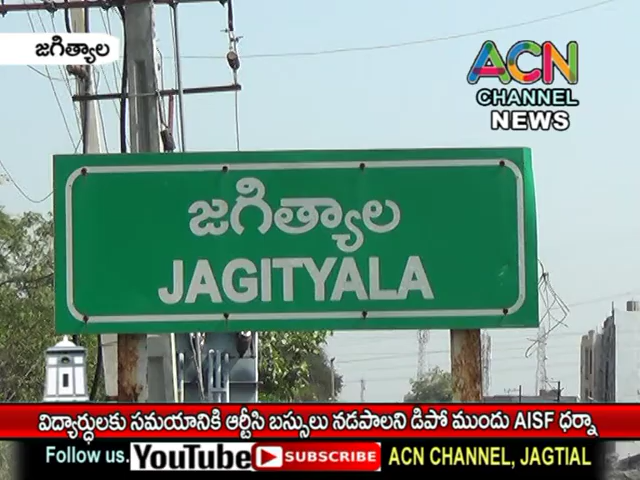 జగిత్యాల
ACN
CHANNEL
NEWS
జగిత్యాల
JAGITYALA
విద్యార్ధులకు సమయానికి ఆర్టీసి బస్సులు నడపాలని డిపో ముందు AISF ధర్నా
Follow us. YouTube SUBSCRIBE ACN CHANNEL, JAGTIAL